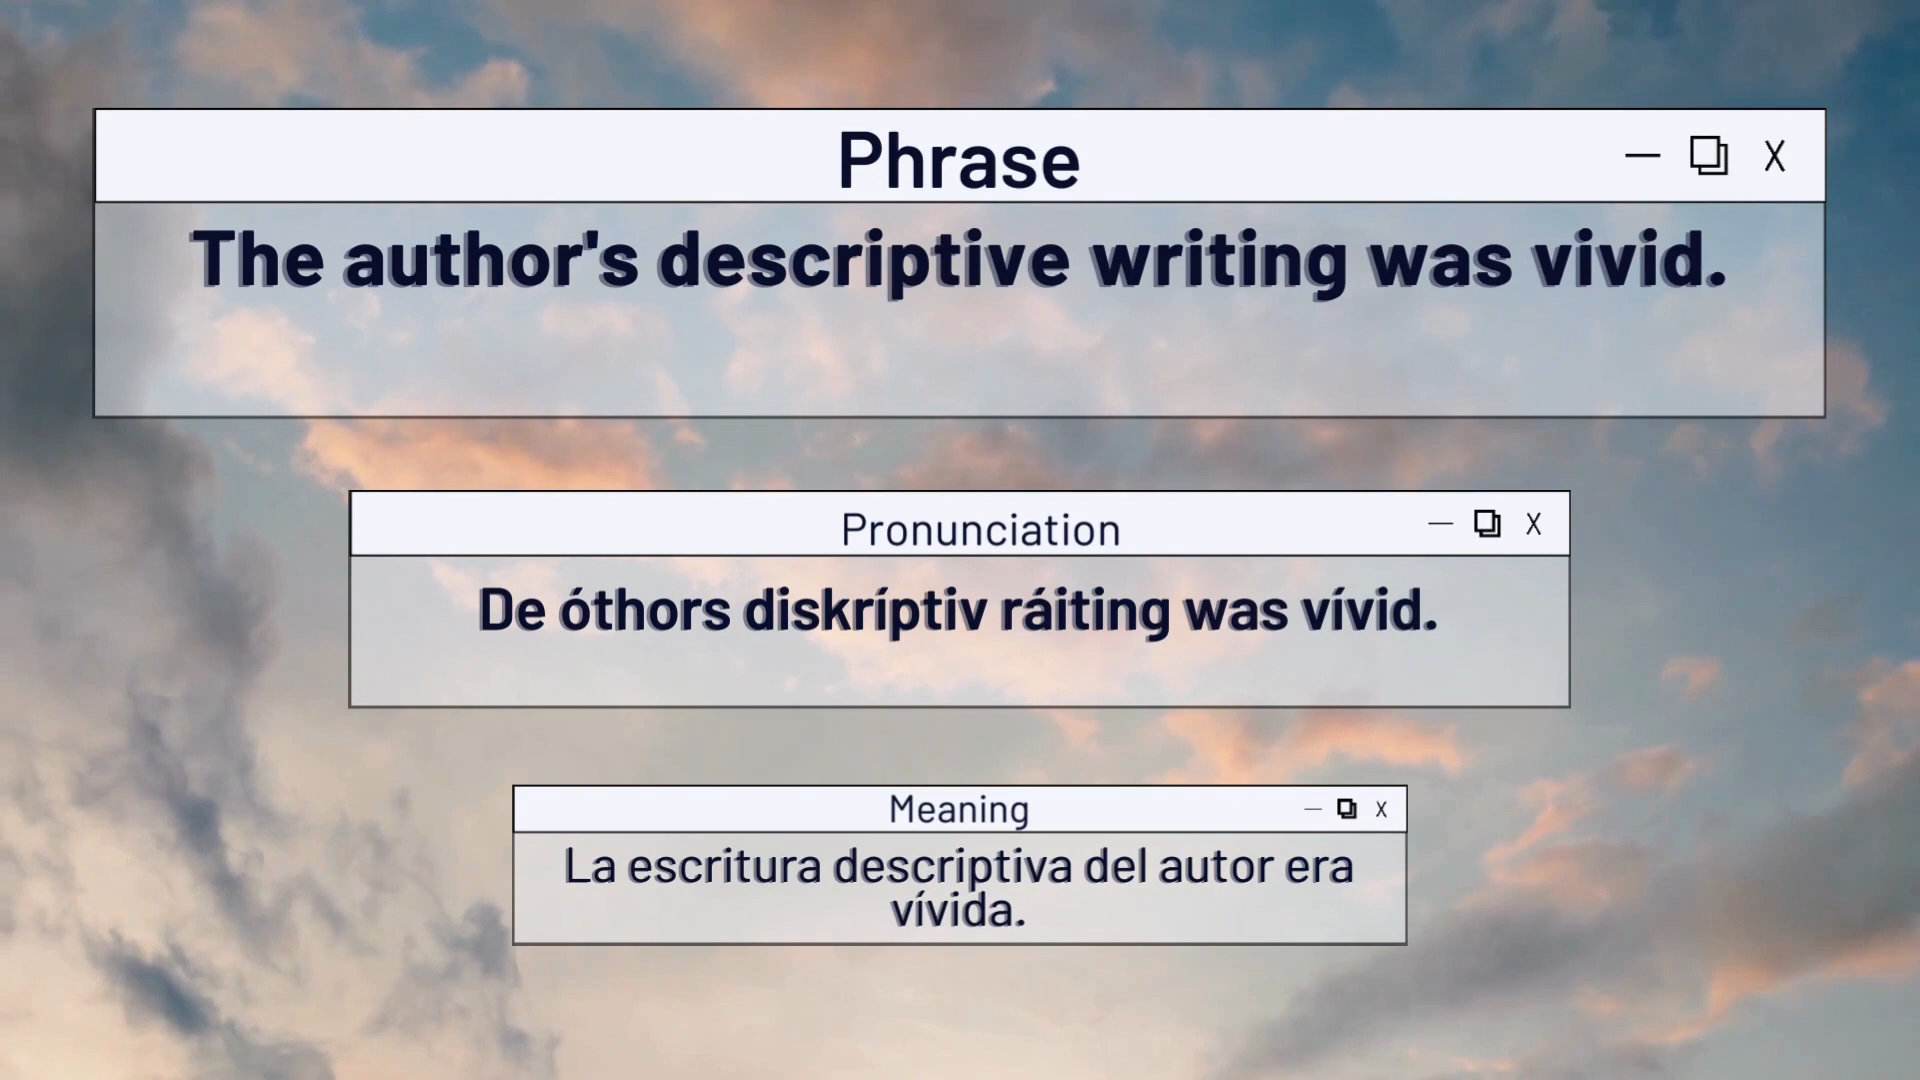 Phrase
The author's descriptive writing was vivid.
Pronunciation
De óthors diskríptiv ráiting was vívid.
Meaning
La escritura descriptiva del autor era
vívida.